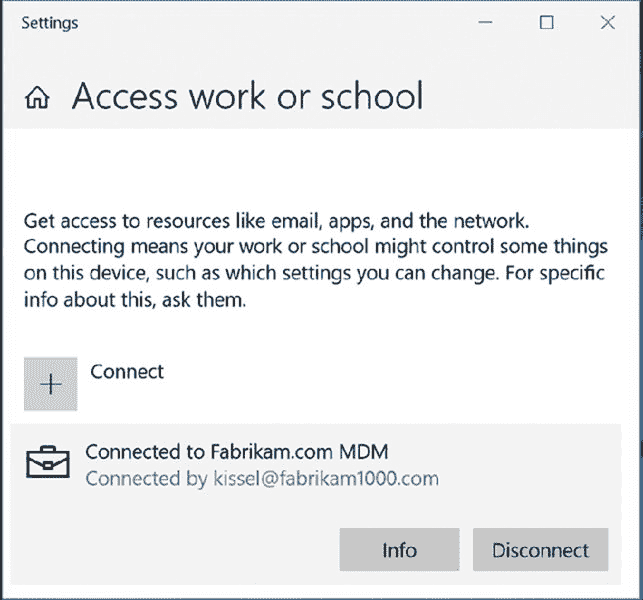 Settings
Access work or school
Get access to resources like email, apps, and the network.
Connecting means your work or school might control some things
on this device, such as which settings you can change. For specific
info about this, ask them.
Connect
Connected to Fabrikam.com MDM
Connected by kissel@fabrikam1000.com
Info
Disconnect